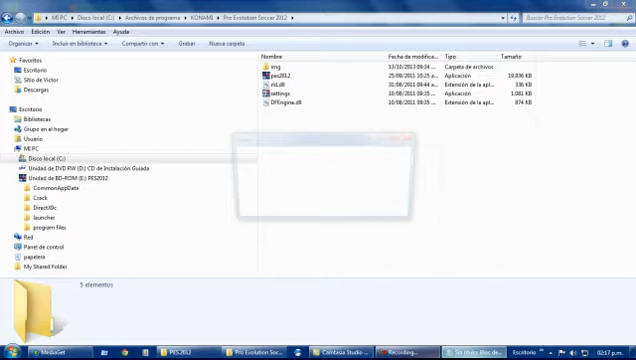 MI PC ▸ Disco local (C:) ▸ Archivos de programa ▸ KONAMI ▸ Pro Evolution Soccer 2012
Buscar Pro Evolution Soccer 2012
Archivo Edición Ver Herramientas Ayuda
Organizar Incluir en biblioteca Compartir con Grabar Nueva carpeta
Nombre Fecha de modifica... Tipo Tamaño
img 13/10/2013 09:34 ... Carpeta de archivos
pes2012 25/09/2011 10:25 a... Aplicación 19,836 KB
rld.dll 31/08/2011 09:44 a... Extensión de la apl... 336 KB
settings 10/08/2011 09:35 ... Aplicación 1,081 KB
DFEngine.dll 10/08/2011 09:35 ... Extensión de la apl... 874 KB
Favoritos
Escritorio
Sitio de Victor
Descargas
Escritorio
Bibliotecas
Grupo en el hogar
Usuario
MI PC
Disco local (C:)
Unidad de DVD RW (D:) CD de Instalación Guiada
Unidad de BD-ROM (E:) PES2012
CommonAppData
Crack
DirectX9c
launcher
program files
Red
Panel de control
papelera
My Shared Folder
5 elementos
MediaGet PES2012 Pro Evolution Socc... Camtasia Studio ... Recording... Sin título: Bloc de... Escritorio 02:17 p.m.